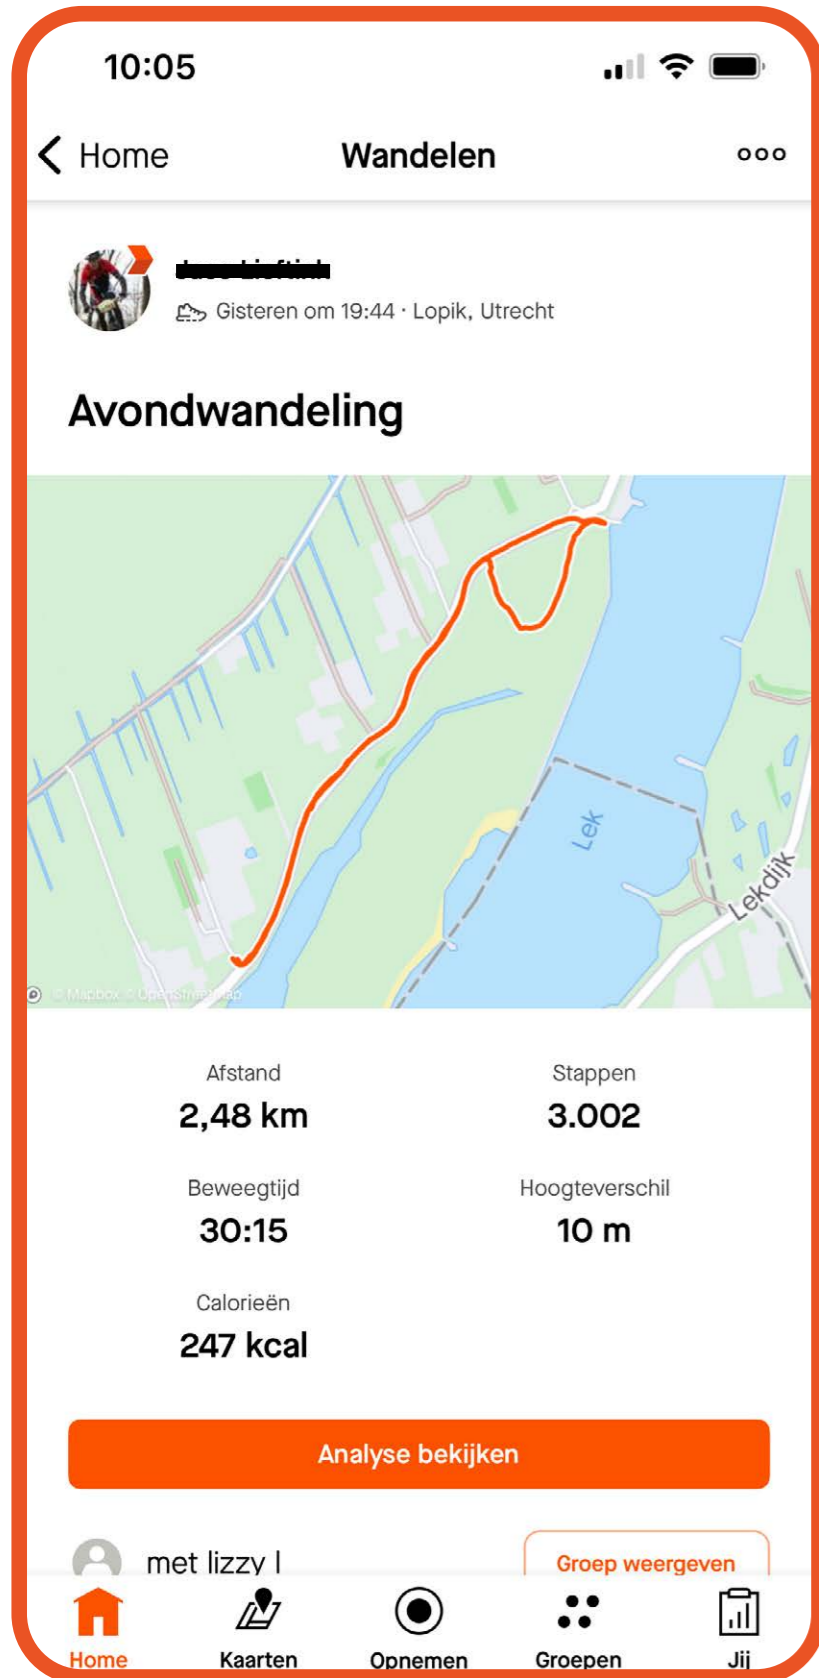 10:05
Home
Wandelen
Gisteren om 19:44 · Lopik, Utrecht
Avondwandeling
Lek
Lekdijk
© Mapbox © OpenStreetMap
Afstand
Stappen
2,48 km
3.002
Beweegtijd
Hoogteverschil
30:15
10 m
Calorieën
247 kcal
Analyse bekijken
met lizzy l
Groep weergeven
Home
Kaarten
Opnemen
Groepen
Jij